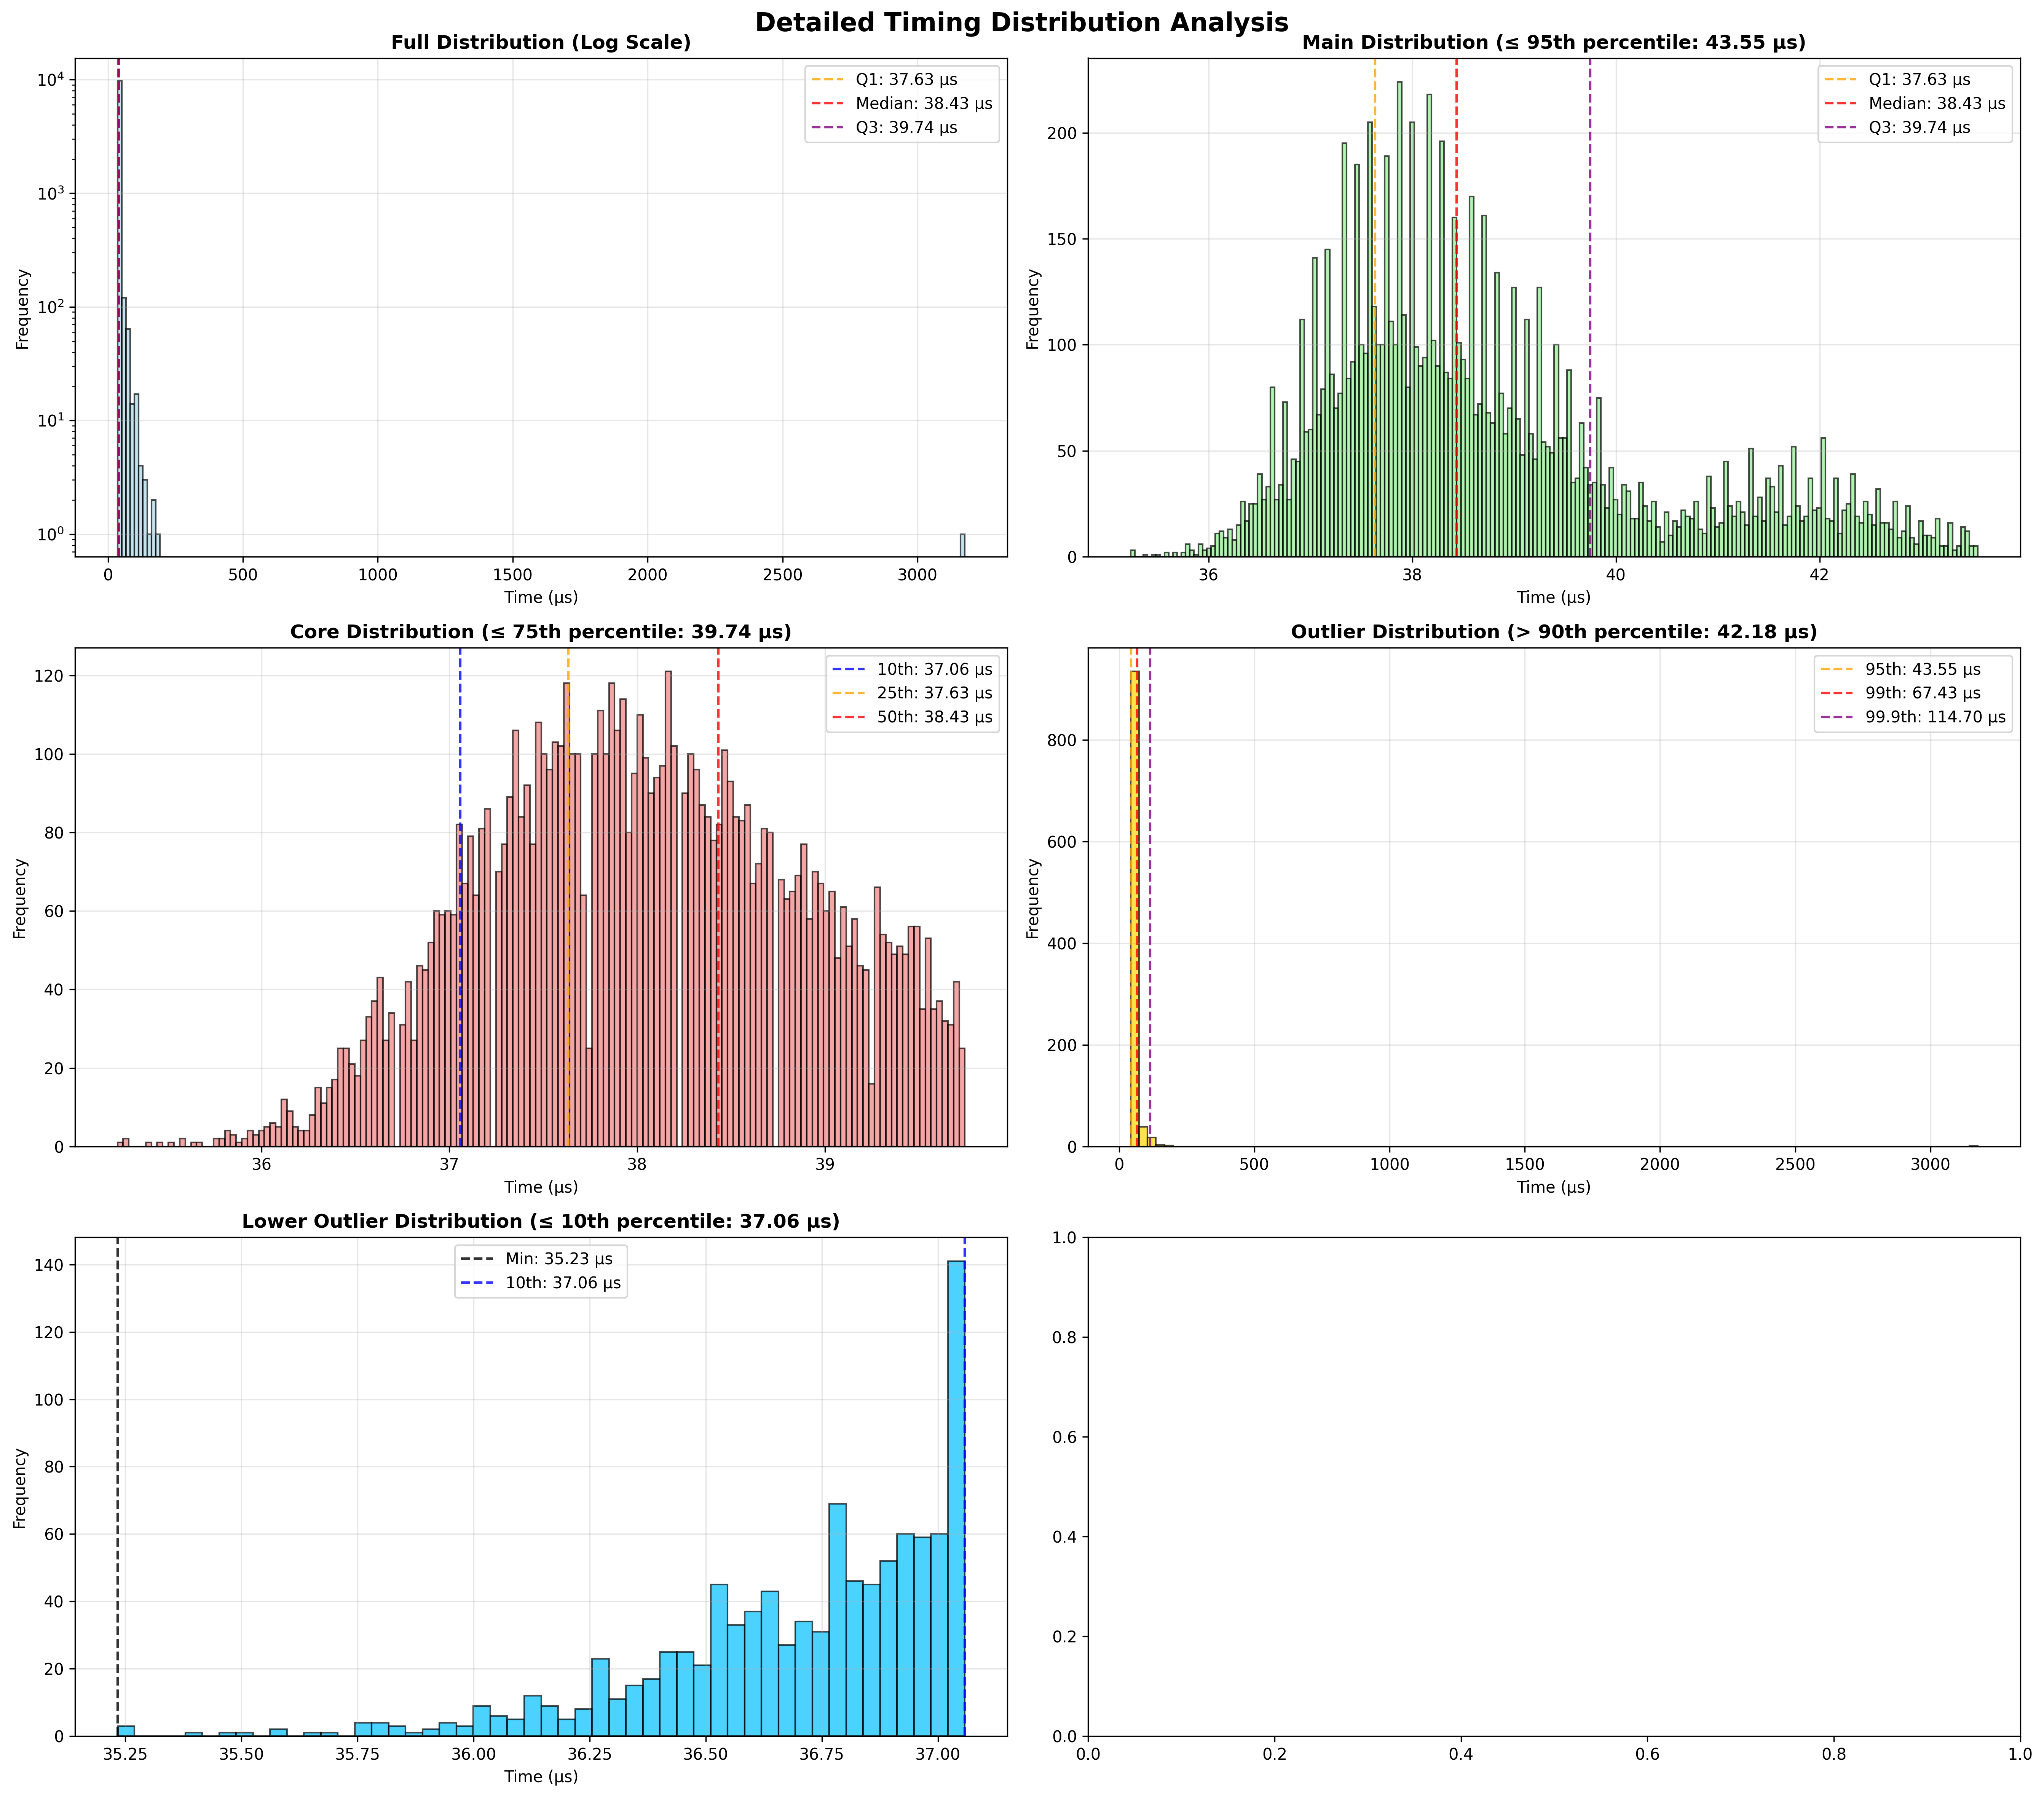 Detailed Timing Distribution Analysis
Full Distribution (Log Scale)
Frequency
10⁴
10³
10²
10¹
10⁰
Q1: 37.63 µs
Median: 38.43 µs
Q3: 39.74 µs
0 500 1000 1500 2000 2500 3000
Time (µs)
Main Distribution (≤ 95th percentile: 43.55 µs)
Frequency
200
150
100
50
0
Q1: 37.63 µs
Median: 38.43 µs
Q3: 39.74 µs
36 38 40 42
Time (µs)
Core Distribution (≤ 75th percentile: 39.74 µs)
Frequency
120
100
80
60
40
20
0
10th: 37.06 µs
25th: 37.63 µs
50th: 38.43 µs
36 37 38 39
Time (µs)
Outlier Distribution (> 90th percentile: 42.18 µs)
Frequency
800
600
400
200
0
95th: 43.55 µs
99th: 67.43 µs
99.9th: 114.70 µs
0 500 1000 1500 2000 2500 3000
Time (µs)
Lower Outlier Distribution (≤ 10th percentile: 37.06 µs)
Frequency
140
120
100
80
60
40
20
0
Min: 35.23 µs
10th: 37.06 µs
35.25 35.50 35.75 36.00 36.25 36.50 36.75 37.00
Time (µs)
1.0
0.8
0.6
0.4
0.2
0.0
0.0 0.2 0.4 0.6 0.8 1.0